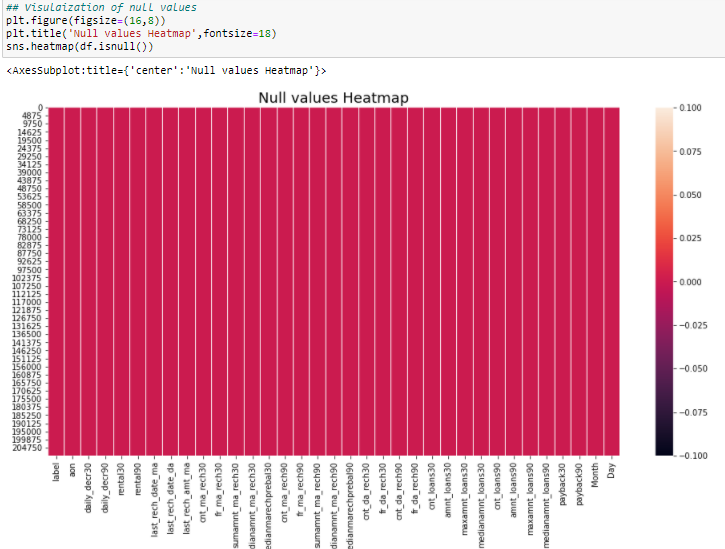 ## Visulaization of null values
plt.figure(figsize=(16,8))
plt.title('Null values Heatmap',fontsize=18)
sns.heatmap(df.isnull())
<AxesSubplot:title={'center':'Null values Heatmap'}>
Null values Heatmap
0
4875
9750
14625
19500
24375
29250
34125
39000
43875
48750
53625
58500
63375
68250
73125
78000
82875
87750
92625
97500
102375
107250
112125
117000
121875
126750
131625
136500
141375
146250
151125
156000
160875
165750
170625
175500
180375
185250
190125
195000
199875
204750
0.100
0.075
0.050
0.025
0.000
−0.025
−0.050
−0.075
−0.100
label
aon
daily_decr30
daily_decr90
rental30
rental90
last_rech_date_ma
last_rech_date_da
last_rech_amt_ma
cnt_ma_rech30
fr_ma_rech30
sumamnt_ma_rech30
dianamnt_ma_rech30
edianmarechprebal30
cnt_ma_rech90
fr_ma_rech90
sumamnt_ma_rech90
dianamnt_ma_rech90
edianmarechprebal90
cnt_da_rech30
fr_da_rech30
cnt_da_rech90
fr_da_rech90
cnt_loans30
amnt_loans30
maxamnt_loans30
medianamnt_loans30
cnt_loans90
amnt_loans90
maxamnt_loans90
medianamnt_loans90
payback30
payback90
Month
Day